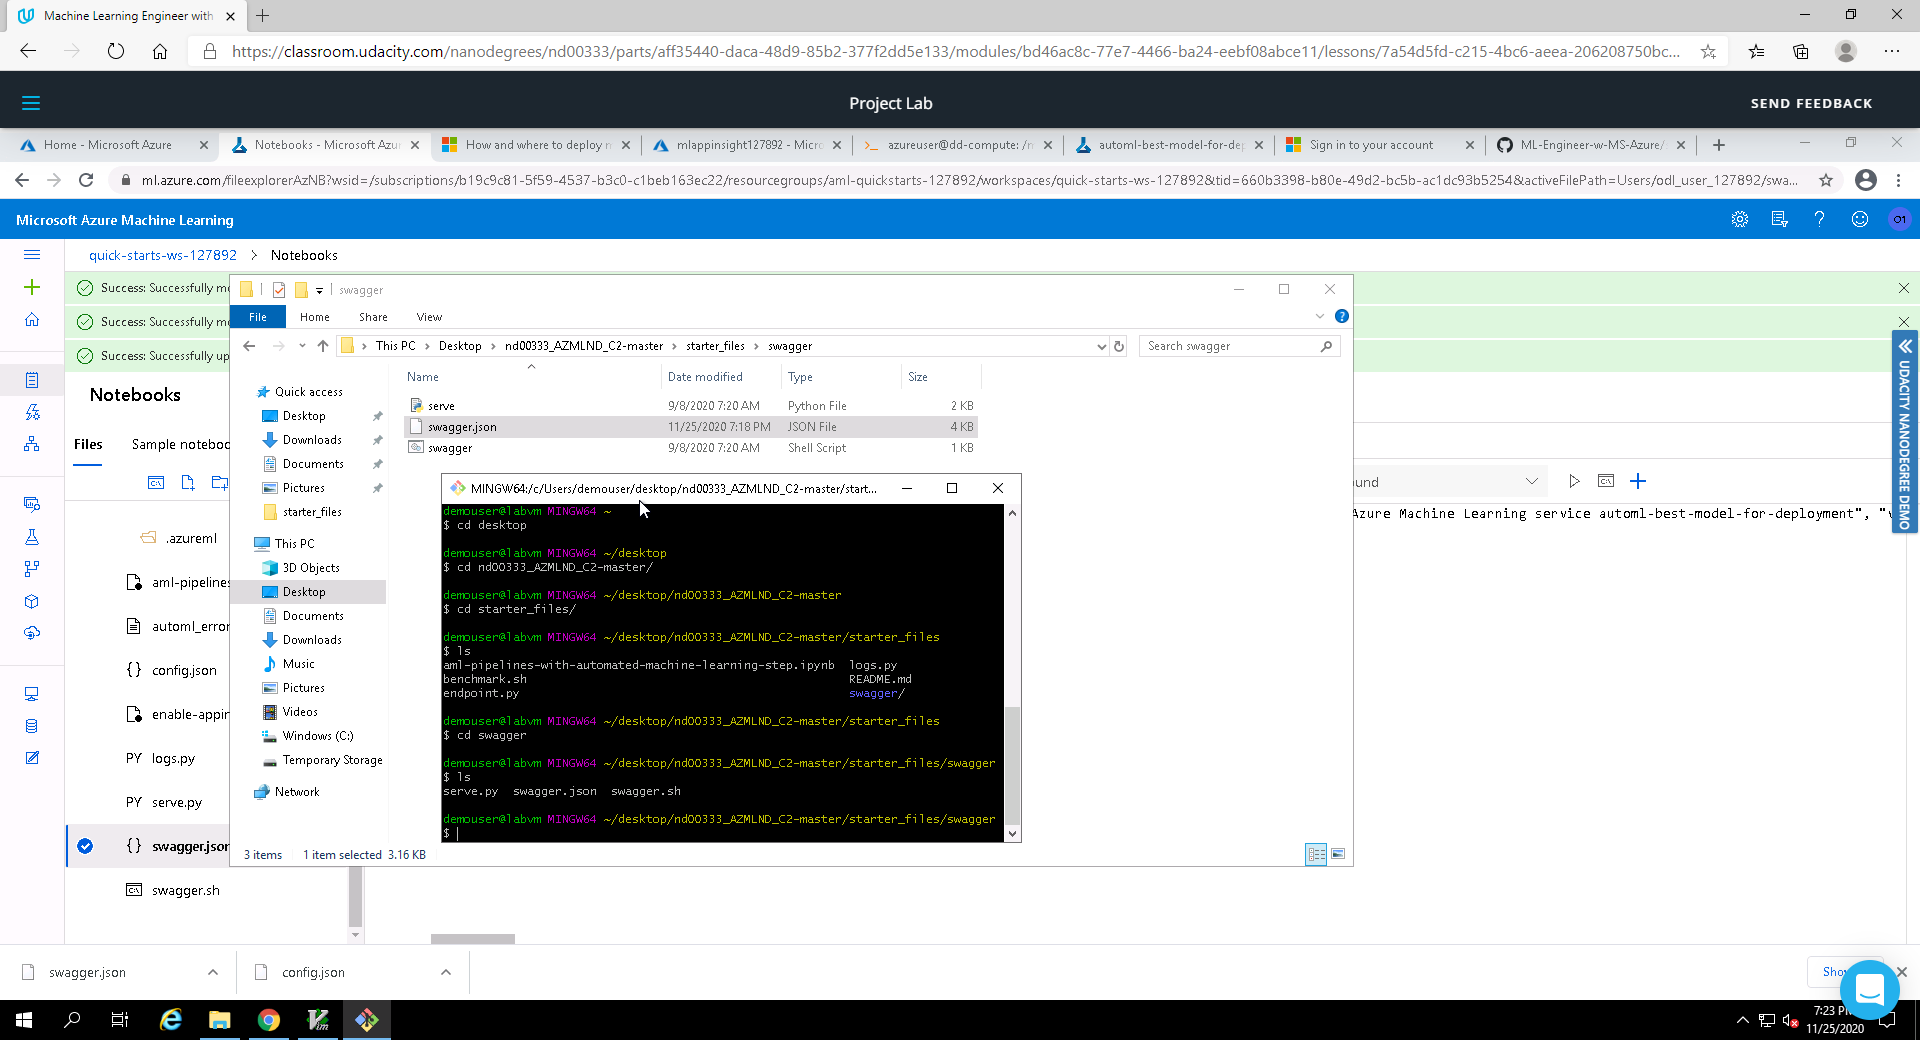 Machine Learning Engineer with
https://classroom.udacity.com/nanodegrees/nd00333/parts/aff35440-daca-48d9-85b2-377f2dd5e133/modules/bd46ac8c-77e7-4466-ba24-eebf08abce11/lessons/7a54d5fd-c215-4bc6-aeea-206208750bc...
Project Lab
SEND FEEDBACK
Home - Microsoft Azure
Notebooks - Microsoft Azur
How and where to deploy m
mlappinsight127892 - Micro
azureuser@dd-compute: /n
automl-best-model-for-dep
Sign in to your account
ML-Engineer-w-MS-Azure/
ml.azure.com/fileexplorerAzNB?wsid=/subscriptions/b19c9c81-5f59-4537-b3c0-c1beb163ec22/resourcegroups/aml-quickstarts-127892/workspaces/quick-starts-ws-127892&tid=660b3398-b80e-49d2-bc5b-ac1dc93b5254&activeFilePath=Users/odl_user_127892/swa...
Microsoft Azure Machine Learning
O1
quick-starts-ws-127892 > Notebooks
Success: Successfully mo
Success: Successfully mo
Success: Successfully up
Notebooks
Files
Sample noteboo
.azureml
aml-pipelines
automl_error
config.json
enable-appin
PY logs.py
PY serve.py
{} swagger.json
swagger.sh
swagger
File
Home
Share
View
This PC > Desktop > nd00333_AZMLND_C2-master > starter_files > swagger
Search swagger
Name
Date modified
Type
Size
serve 9/8/2020 7:20 AM Python File 2 KB
swagger.json 11/25/2020 7:18 PM JSON File 4 KB
swagger 9/8/2020 7:20 AM Shell Script 1 KB
Quick access
Desktop
Downloads
Documents
Pictures
starter_files
This PC
3D Objects
Desktop
Documents
Downloads
Music
Pictures
Videos
Windows (C:)
Temporary Storage
Network
3 items
1 item selected 3.16 KB
MINGW64:/c/Users/demouser/desktop/nd00333_AZMLND_C2-master/start...
demouser@labvm MINGW64 ~
$ cd desktop
demouser@labvm MINGW64 ~/desktop
$ cd nd00333_AZMLND_C2-master/
demouser@labvm MINGW64 ~/desktop/nd00333_AZMLND_C2-master
$ cd starter_files/
demouser@labvm MINGW64 ~/desktop/nd00333_AZMLND_C2-master/starter_files
$ ls
aml-pipelines-with-automated-machine-learning-step.ipynb logs.py
benchmark.sh README.md
endpoint.py swagger/
demouser@labvm MINGW64 ~/desktop/nd00333_AZMLND_C2-master/starter_files
$ cd swagger
demouser@labvm MINGW64 ~/desktop/nd00333_AZMLND_C2-master/starter_files/swagger
$ ls
serve.py swagger.json swagger.sh
demouser@labvm MINGW64 ~/desktop/nd00333_AZMLND_C2-master/starter_files/swagger
$
ound
Azure Machine Learning service automl-best-model-for-deployment", "v
UDACITY NANODEGREE DEMO
swagger.json
config.json
Show
7:23 PM
11/25/2020